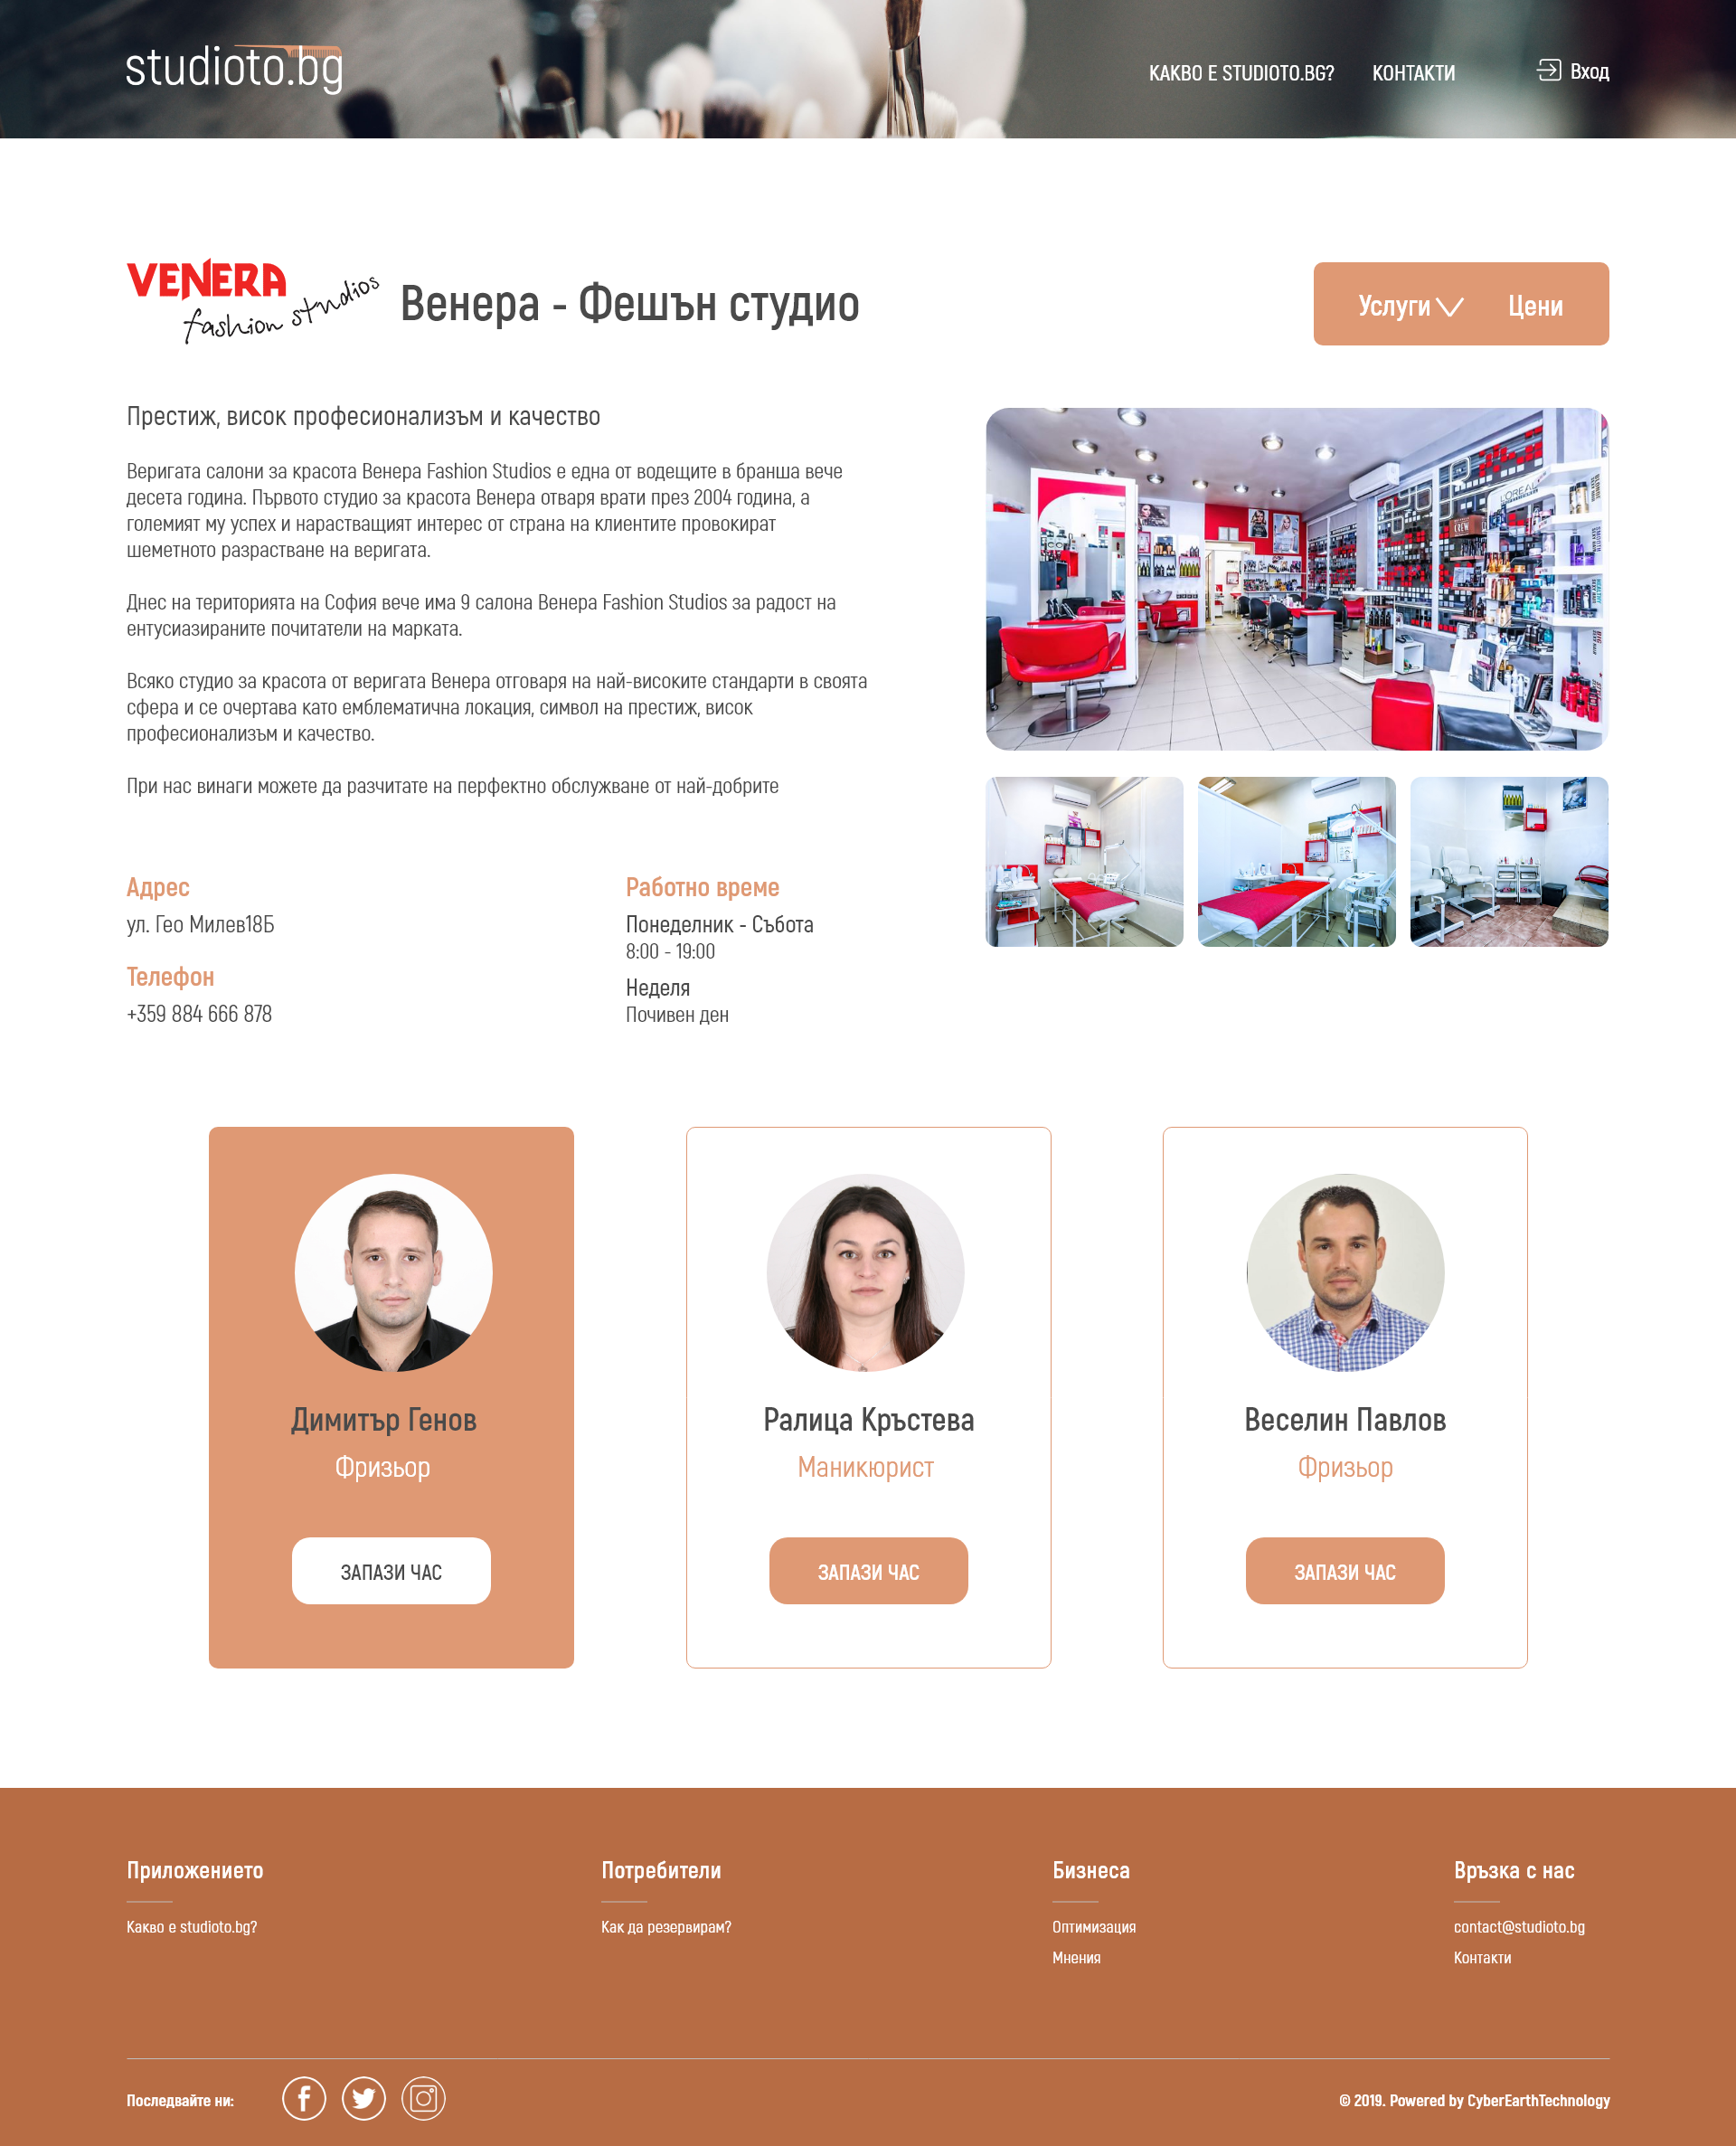 studioto.bg
КАКВО Е STUDIOTO.BG?
КОНТАКТИ
Вход
VENERA
fashion studios
Венера - Фешън студио
Услуги
Цени
Престиж, висок професионализъм и качество
Веригата салони за красота Венера Fashion Studios е една от водещите в бранша вече
десета година. Първото студио за красота Венера отваря врати през 2004 година, а
големият му успех и нарастващият интерес от страна на клиентите провокират
шеметното разрастване на веригата.
Днес на територията на София вече има 9 салона Венера Fashion Studios за радост на
ентусиазираните почитатели на марката.
Всяко студио за красота от веригата Венера отговаря на най-високите стандарти в своята
сфера и се очертава като емблематична локация, символ на престиж, висок
професионализъм и качество.
При нас винаги можете да разчитате на перфектно обслужване от най-добрите
L'OREAL
CREW
Адрес
ул. Гео Милев18Б
Телефон
+359 884 666 878
Работно време
Понеделник - Събота
8:00 - 19:00
Неделя
Почивен ден
Димитър Генов
Фризьор
ЗАПАЗИ ЧАС
Ралица Кръстева
Маникюрист
ЗАПАЗИ ЧАС
Веселин Павлов
Фризьор
ЗАПАЗИ ЧАС
Приложението
Какво е studioto.bg?
Потребители
Как да резервирам?
Бизнеса
Оптимизация
Мнения
Връзка с нас
contact@studioto.bg
Контакти
Последвайте ни:
© 2019. Powered by CyberEarthTechnology